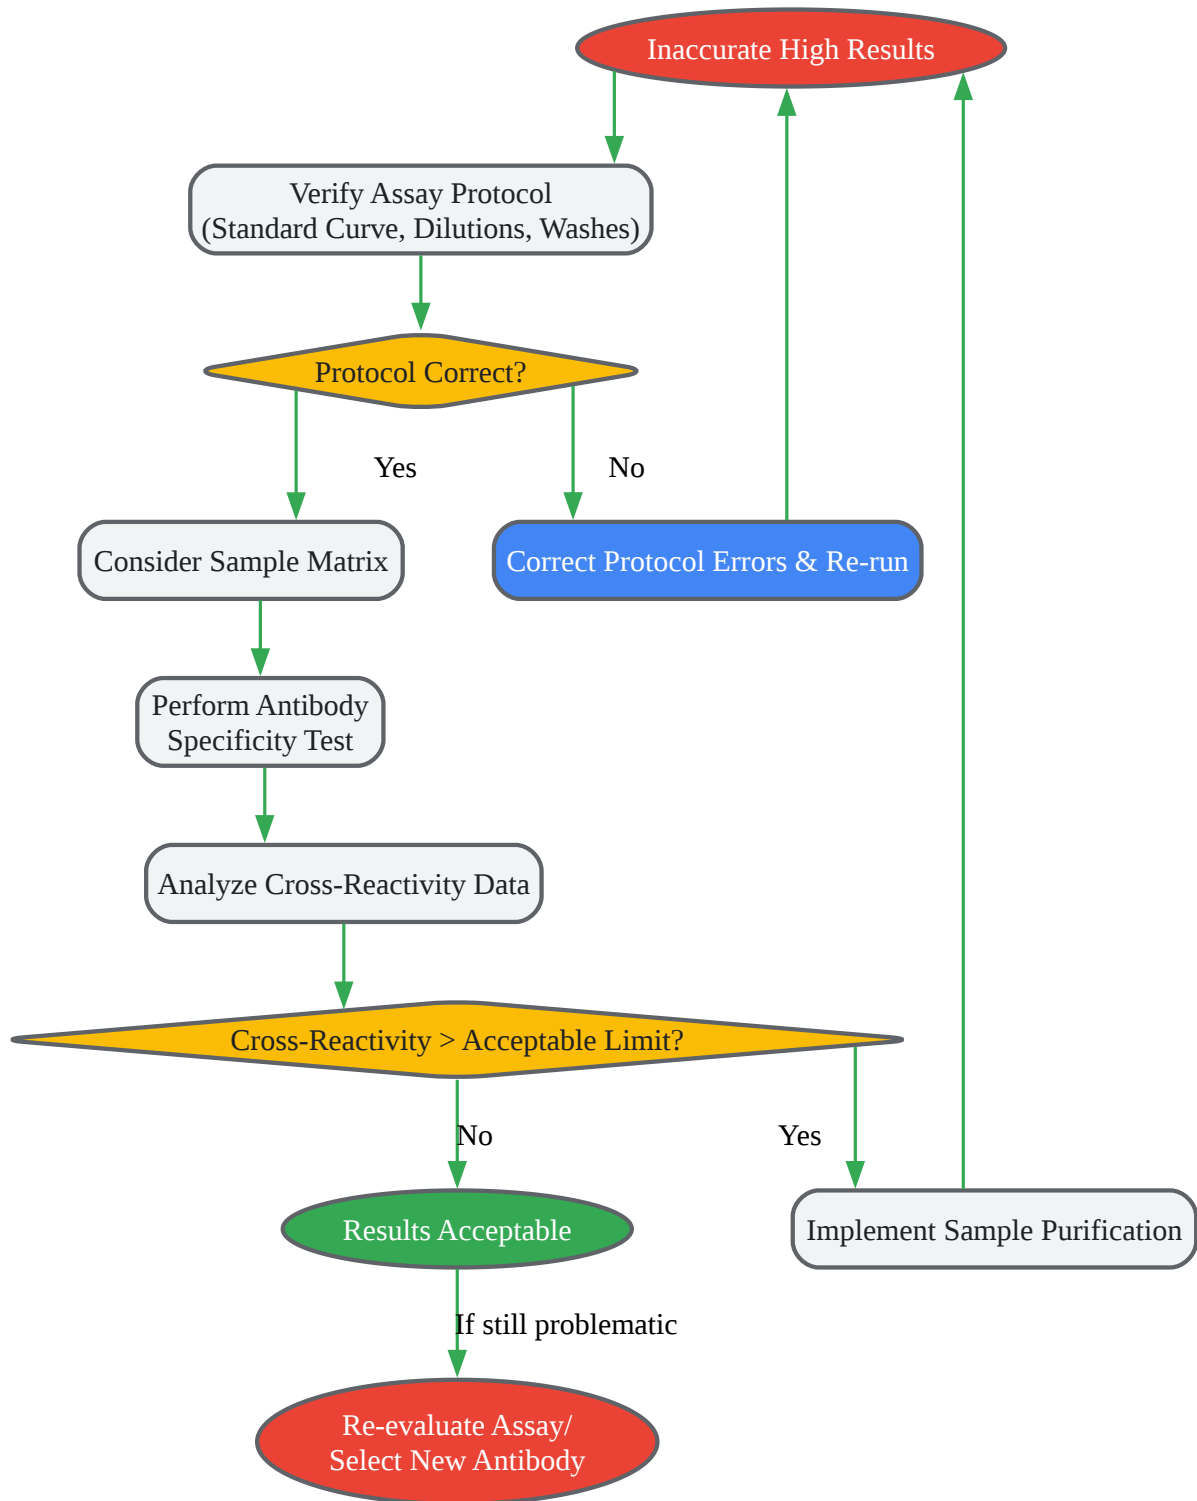 Inaccurate High Results
Verify Assay Protocol
(Standard Curve, Dilutions, Washes)
Protocol Correct?
Yes
No
Consider Sample Matrix
Correct Protocol Errors & Re-run
Perform Antibody
Specificity Test
Analyze Cross-Reactivity Data
Cross-Reactivity > Acceptable Limit?
No
Yes
Results Acceptable
Implement Sample Purification
If still problematic
Re-evaluate Assay/
Select New Antibody